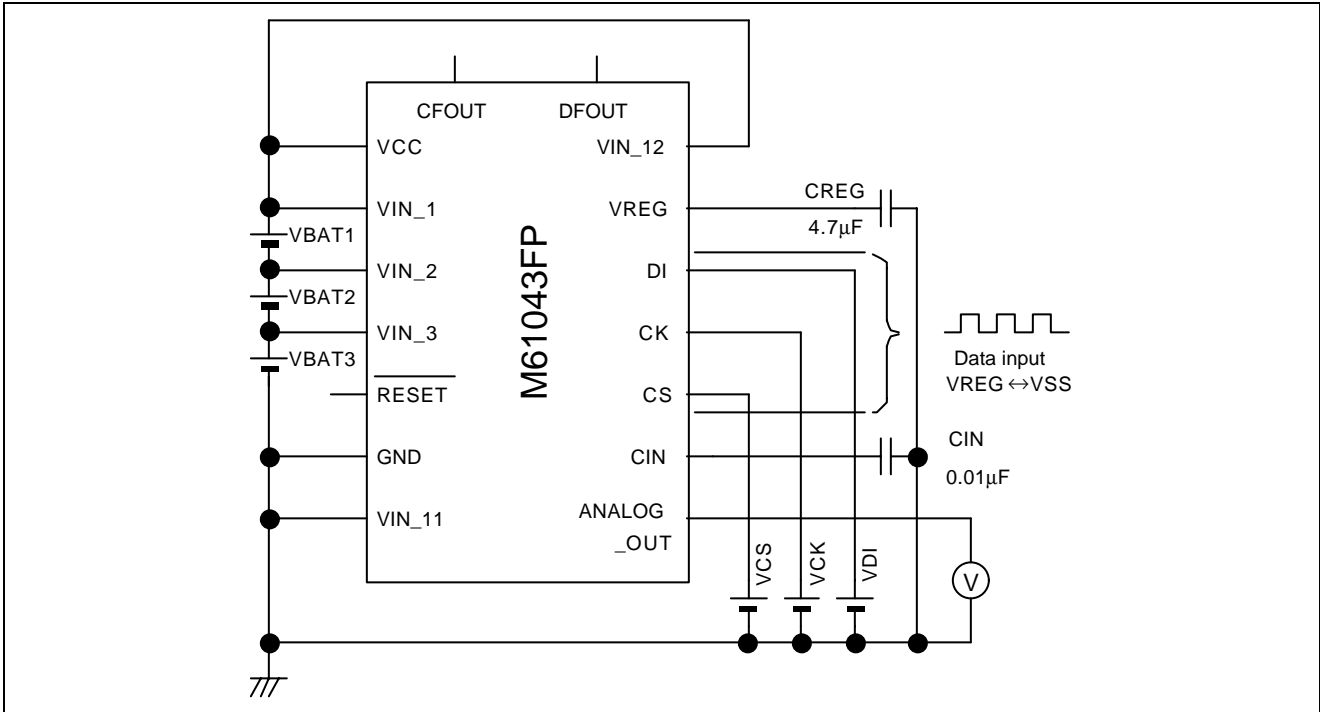 CFOUT
DFOUT
VCC
VIN_12
VIN_1
VREG
CREG
4.7μF
VBAT1
VIN_2
DI
VBAT2
VIN_3
CK
VBAT3
RESET
CS
M61043FP
Data input
VREG ↔VSS
GND
CIN
CIN
0.01μF
VIN_11
ANALOG
_OUT
VCS
VCK
VDI
V